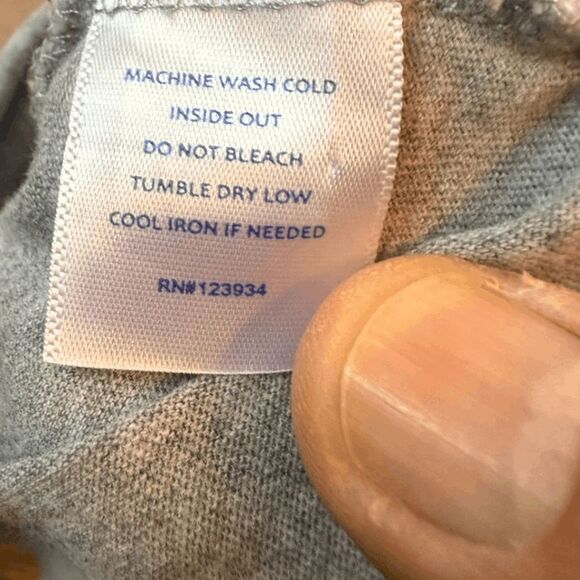 MACHINE WASH COLD
INSIDE OUT
DO NOT BLEACH
TUMBLE DRY LOW
COOL IRON IF NEEDED
RN#123934